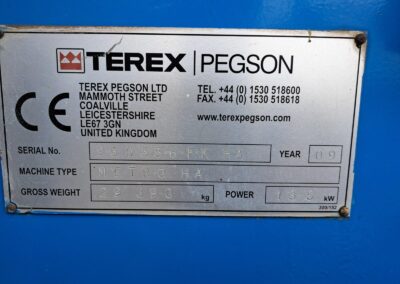 TEREX | PEGSON
TEREX PEGSON LTD
MAMMOTH STREET
COALVILLE
LEICESTERSHIRE
LE67 3GN
UNITED KINGDOM
TEL. +44 (0) 1530 518600
FAX. +44 (0) 1530 518618
www.terexpegson.com
CE
SERIAL No.
YEAR 09
MACHINE TYPE
GROSS WEIGHT kg POWER kW